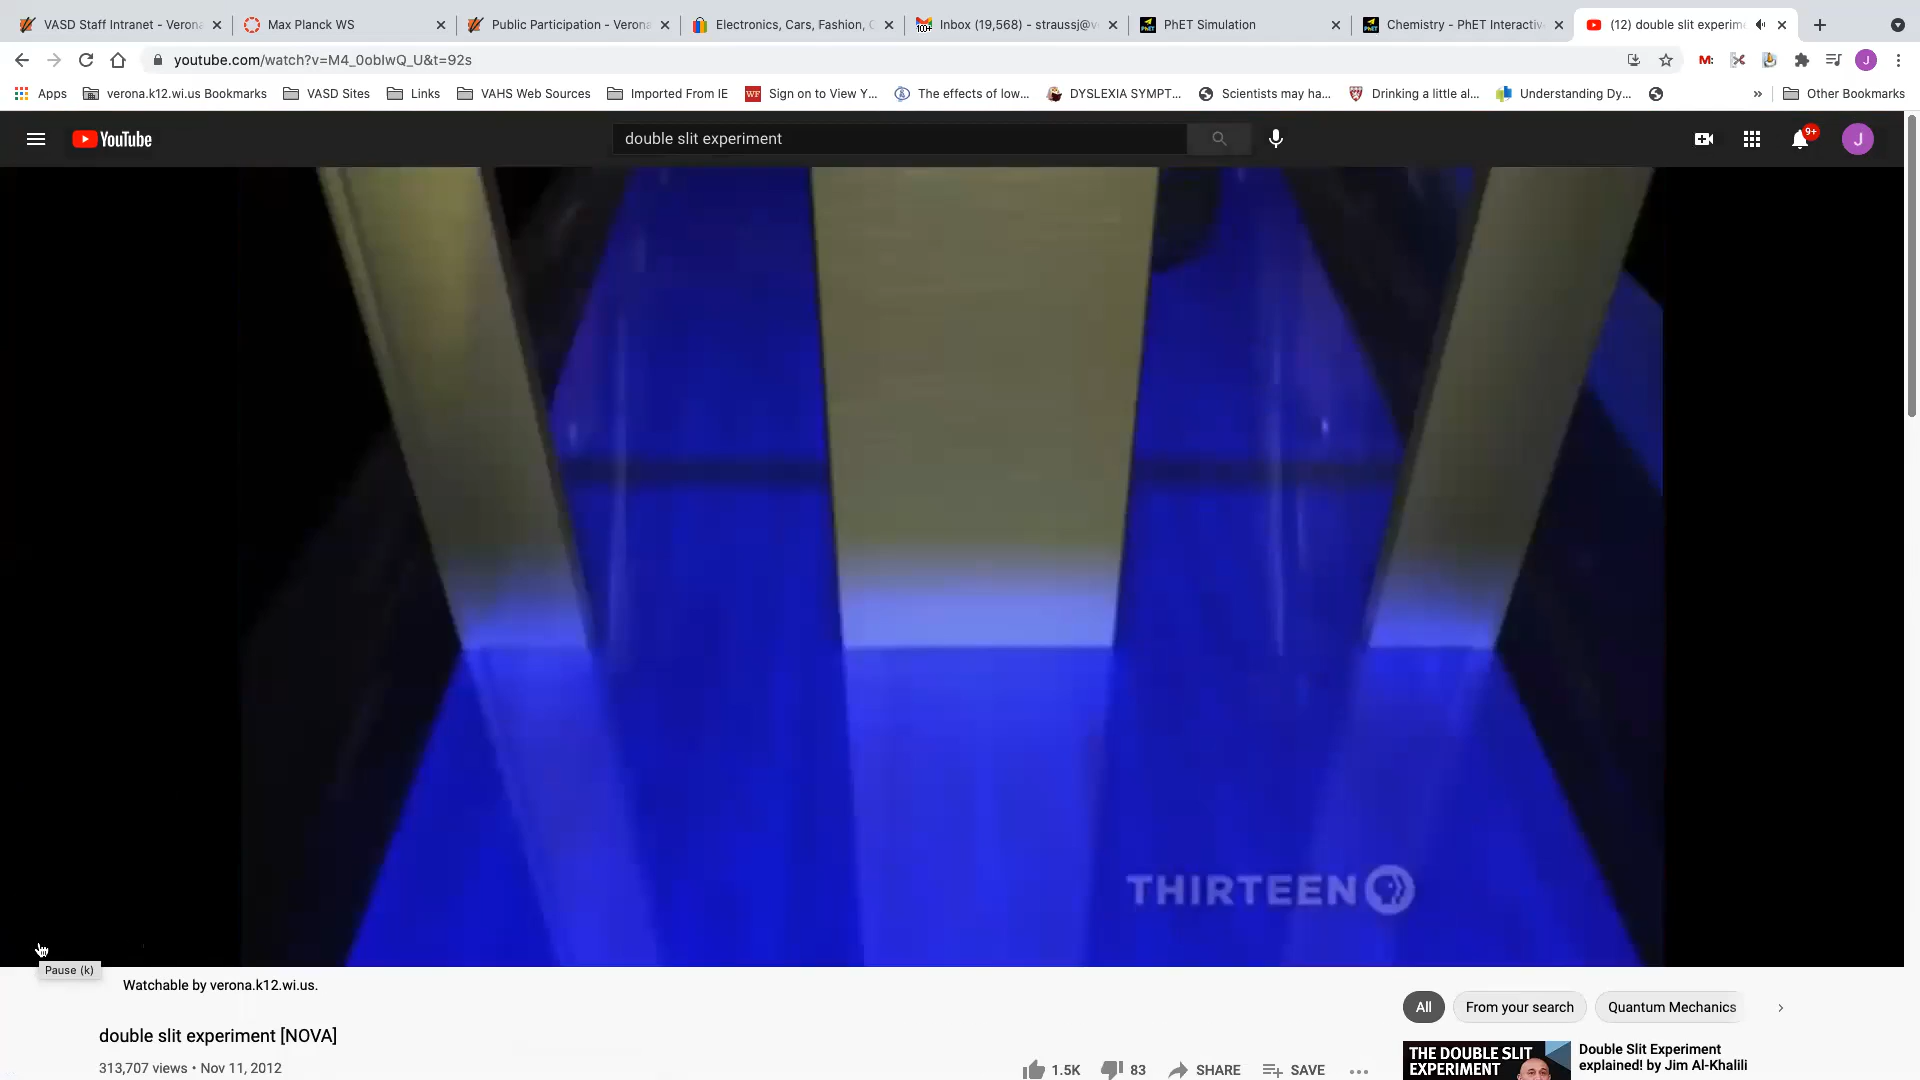 VASD Staff Intranet - Verona
Max Planck WS
Public Participation - Verona
Electronics, Cars, Fashion, C
Inbox (19,568) - straussj@v
PhET Simulation
Chemistry - PhET Interactiv
(12) double slit experim
youtube.com/watch?v=M4_0obIwQ_U&t=92s
Apps
verona.k12.wi.us Bookmarks
VASD Sites
Links
VAHS Web Sources
Imported From IE
WF
Sign on to View Y...
The effects of low...
DYSLEXIA SYMPT...
Scientists may ha...
Drinking a little al...
Understanding Dy...
»
Other Bookmarks
YouTube
double slit experiment
9+
J
THIRTEEN
Pause (k)
Watchable by verona.k12.wi.us.
All
From your search
Quantum Mechanics
double slit experiment [NOVA]
313,707 views • Nov 11, 2012
1.5K
83
SHARE
SAVE
THE DOUBLE SLIT
EXPERIMENT
Double Slit Experiment
explained! by Jim Al-Khalili